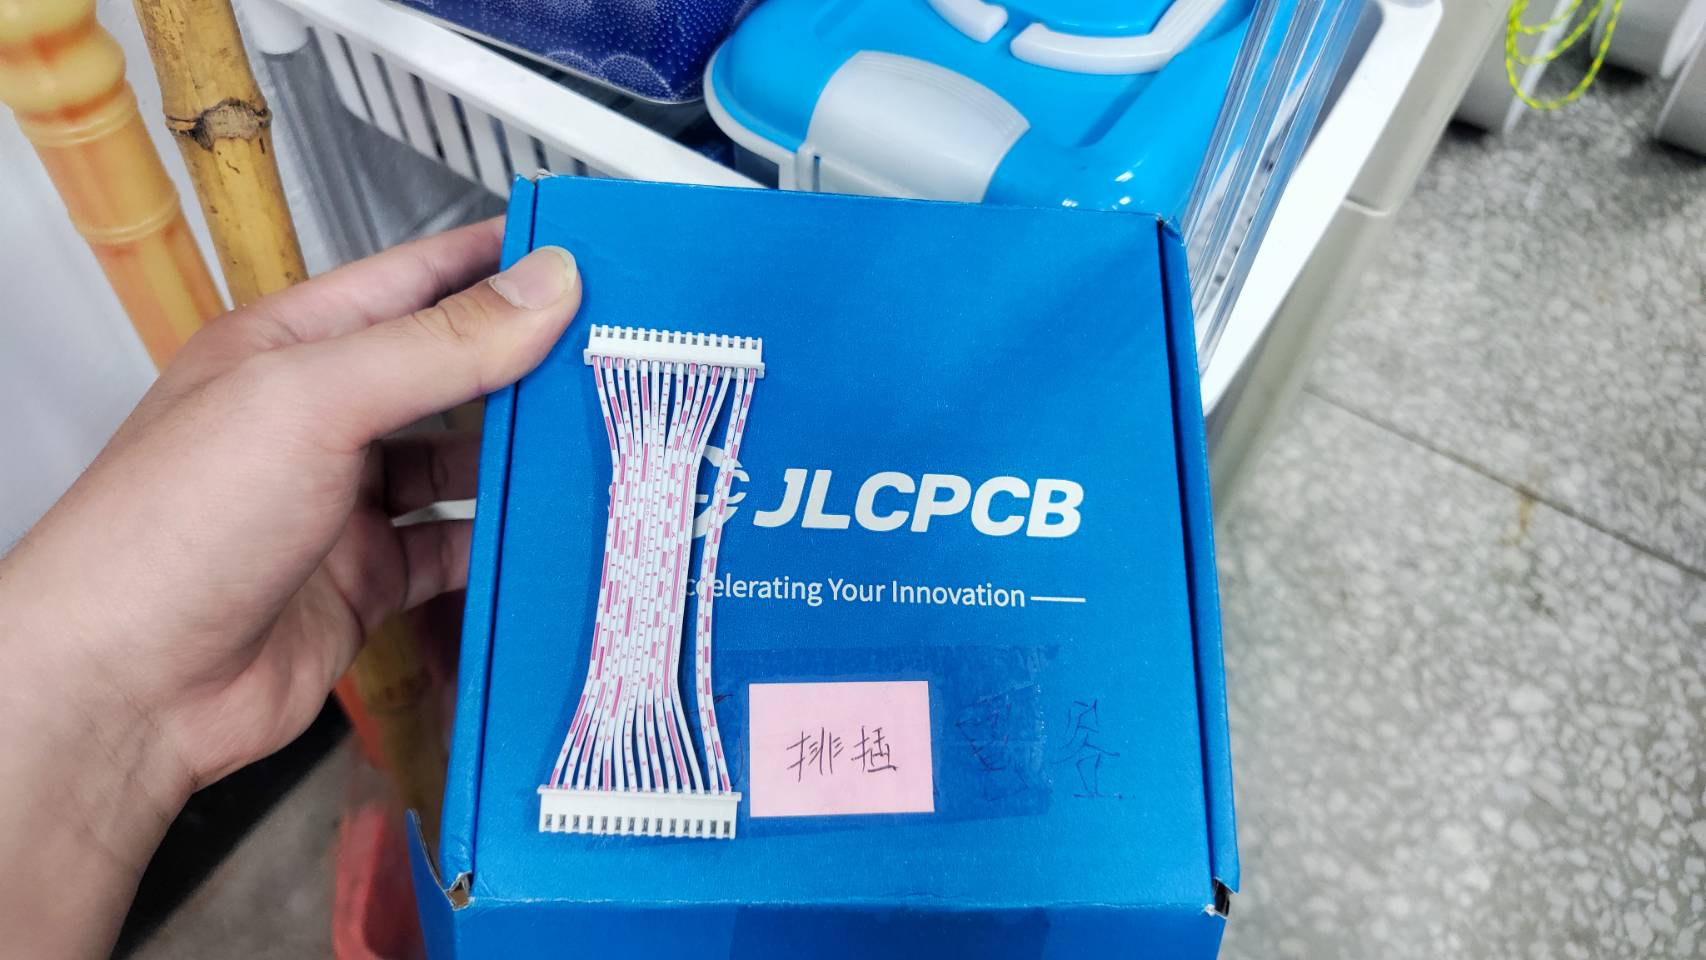 JLCPCB
celerating Your Innovation
排插